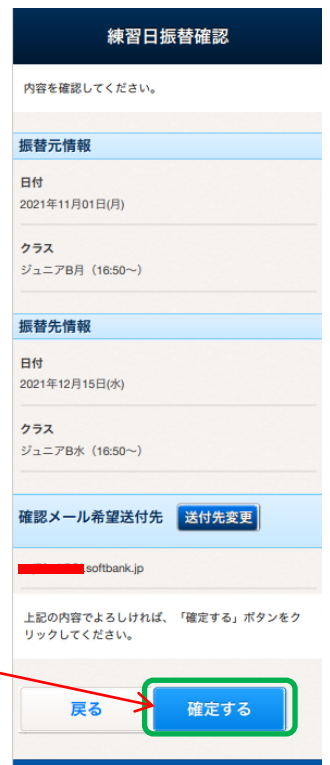 練習日振替確認
内容を確認してください。
振替元情報
日付
2021年11月01日(月)
クラス
ジュニアB月（16:50～）
振替先情報
日付
2021年12月15日(水)
クラス
ジュニアB水（16:50～）
確認メール希望送付先 送付先変更
.softbank.jp
上記の内容でよろしければ、「確定する」ボタンをク
リックしてください。
戻る 確定する